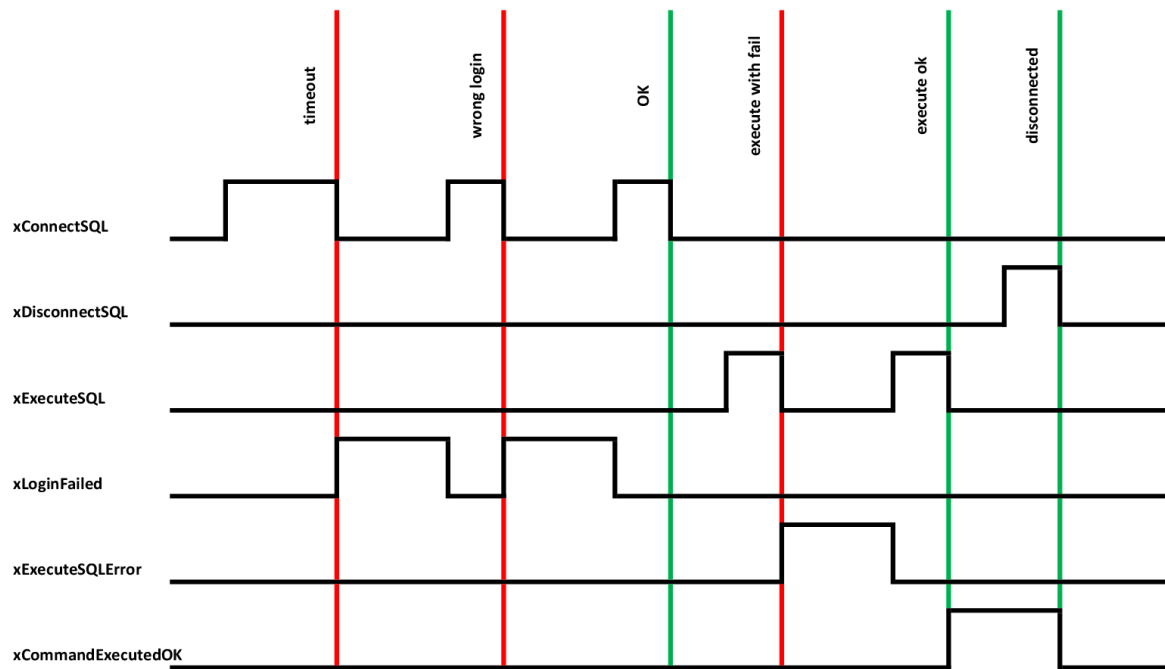 timeout
wrong login
OK
execute with fail
execute ok
disconnected
xConnectSQL
xDisconnectSQL
xExecuteSQL
xLoginFailed
xExecuteSQLError
xCommandExecutedOK